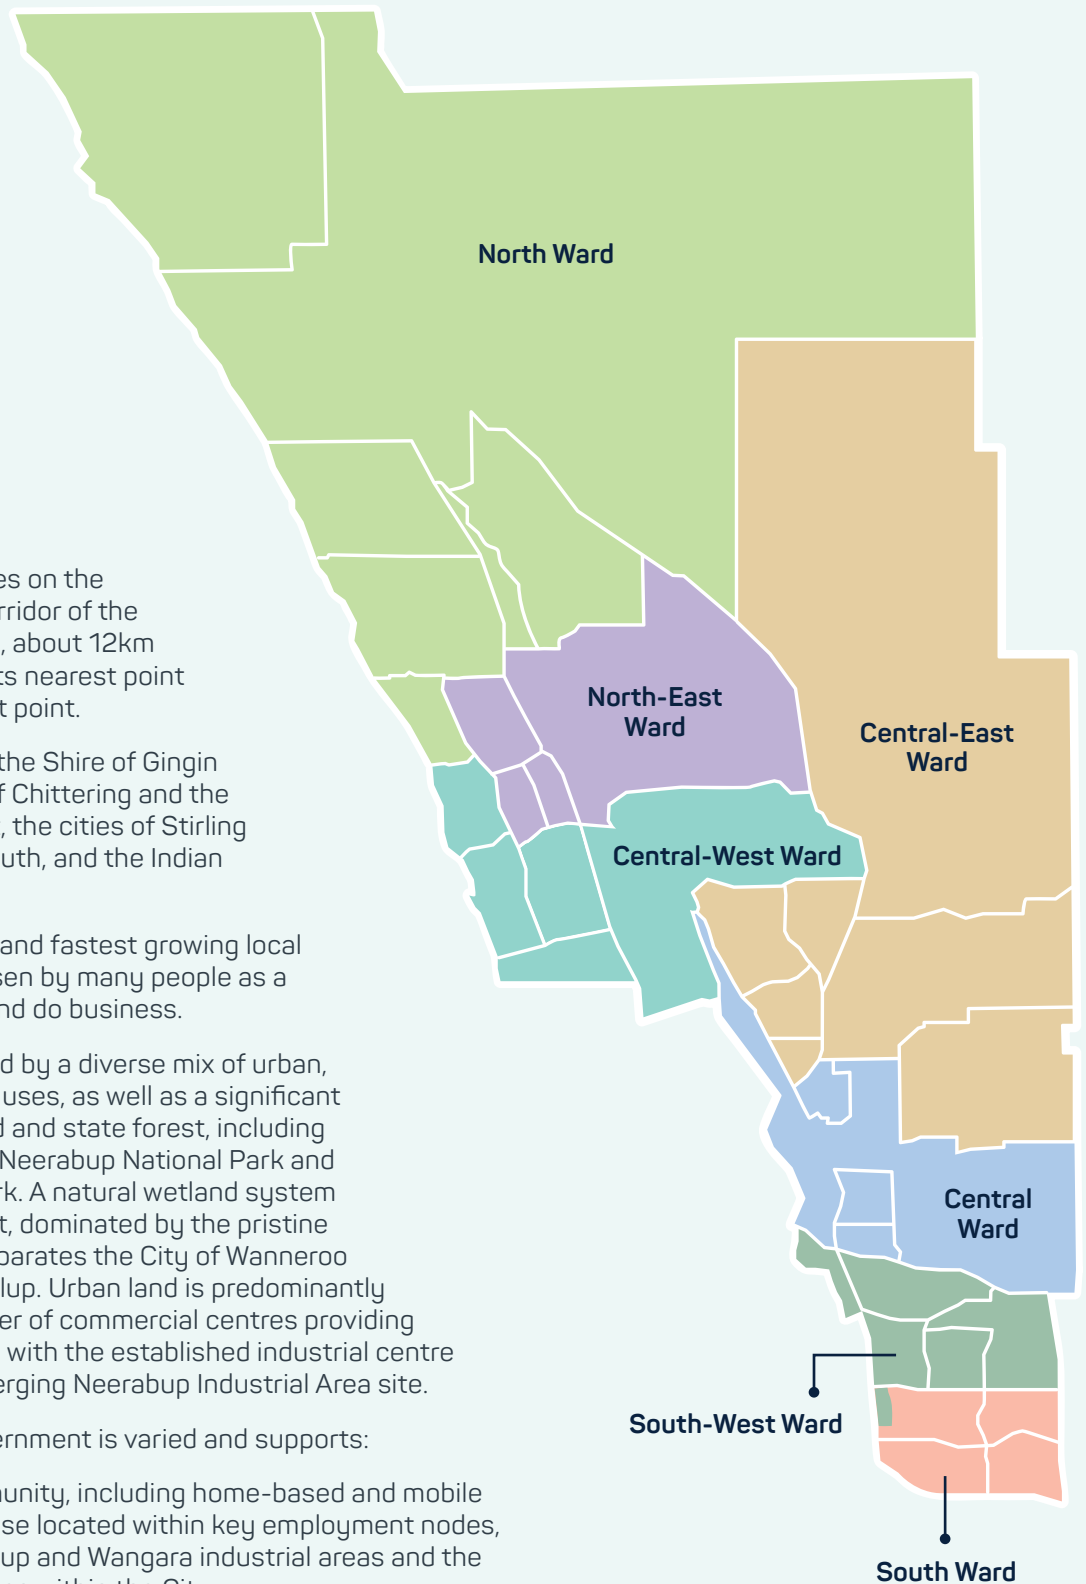 North Ward
North-East
Ward
Central-East
Ward
Central-West Ward
Central
Ward
South-West Ward
South Ward
es on the
rridor of the
, about 12km
ts nearest point
t point.
the Shire of Gingin
f Chittering and the
, the cities of Stirling
uth, and the Indian
and fastest growing local
sen by many people as a
nd do business.
d by a diverse mix of urban,
uses, as well as a significant
d and state forest, including
Neerabup National Park and
rk. A natural wetland system
t, dominated by the pristine
parates the City of Wanneroo
lup. Urban land is predominantly
er of commercial centres providing
with the established industrial centre
erging Neerabup Industrial Area site.
ernment is varied and supports:
unity, including home-based and mobile
se located within key employment nodes,
up and Wangara industrial areas and the